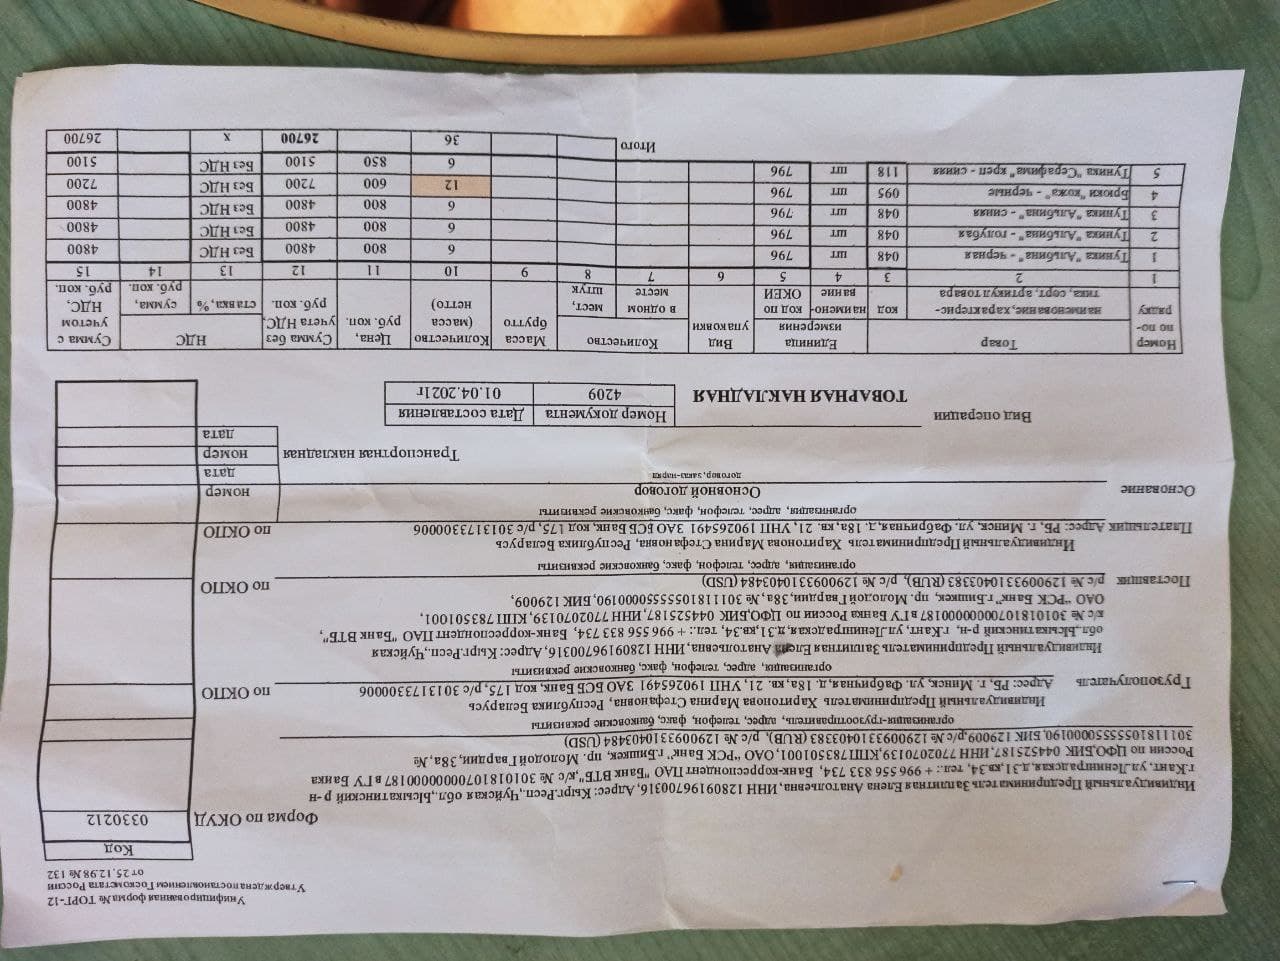 Унифицированная форма № ТОРГ-12
Утверждена постановлением Госкомстата России
от 25.12.98 № 132
Код
Форма по ОКУД 0330212
Индивидуальный Предприниматель Заплитная Елена Анатольевна, ИНН 12809196700316, Адрес: Кырг.Респ.,Чуйская обл.,Ысыкатинский р-н
г.Кант, ул.Ленинградская, д.31,кв.34, тел.: + 996 556 833 734, Банк-корреспондент ПАО "Банк ВТБ",к/с № 30101810700000000187 в ГУ Банка
России по ЦФО,БИК 044525187, ИНН 7702070139,КПП783501001, ОАО "РСК Банк" г.Бишкек, пр. Молодой Гвардии, 38а, №
30111810555550000190, БИК 129009,р/с № 1290093310403383 (RUB), р/с № 1290093310403484 (USD)
организация-грузоотправитель, адрес, телефон, факс, банковские реквизиты
Индивидуальный Предприниматель Харитонова Марина Стефановна, Республика Беларусь
Грузополучатель Адрес: РБ, г. Минск, ул. Фабричная, д. 18а, кв. 21, УНП 190265491 ЗАО БСБ Банк, код 175, р/с 3013173300006 по ОКПО
организация, адрес, телефон, факс, банковские реквизиты
Индивидуальный Предприниматель Заплитная Елена Анатольевна, ИНН 12809196700316, Адрес: Кырг.Респ.,Чуйская
обл.,Ысыкатинский р-н, г.Кант, ул.Ленинградская, д.31,кв.34, тел.: + 996 556 833 734, Банк-корреспондент ПАО "Банк ВТБ",
к/с № 30101810700000000187 в ГУ Банка России по ЦФО,БИК 044525187, ИНН 7702070139, КПП 783501001,
ОАО "РСК Банк" г.Бишкек, пр. Молодой Гвардии, 38а, № 30111810555550000190, БИК 129009,
Поставщик р/с № 1290093310403383 (RUB), р/с № 1290093310403484 (USD) по ОКПО
организация, адрес, телефон, факс, банковские реквизиты
Индивидуальный Предприниматель Харитонова Марина Стефановна, Республика Беларусь
Плательщик Адрес: РБ, г. Минск, ул. Фабричная, д. 18а, кв. 21, УНП 190265491 ЗАО БСБ Банк, код 175, р/с 3013173300006 по ОКПО
организация, адрес, телефон, факс, банковские реквизиты
Основание Основной договор номер
договор, заказ-наряд дата
Транспортная накладная номер
дата
Вид операции
Номер документа Дата составления
ТОВАРНАЯ НАКЛАДНАЯ 4209 01.04.2021г
Номер по по-рядку Товар Единица измерения Вид упаковки Количество Масса брутто Количество (масса нетто) Цена, руб. коп. Сумма без учета НДС, руб. коп. НДС Сумма с учетом НДС, руб. коп.
наименование, характерис-тика, сорт, артикул товара код наимено-вание код по ОКЕИ в одном месте мест, штук ставка, % сумма, руб. коп.
1 2 3 4 5 6 7 8 9 10 11 12 13 14 15
1 Туника "Альбина" - черная 048 шт 796 6 800 4800 Без НДС 4800
2 Туника "Альбина" - голубая 048 шт 796 6 800 4800 Без НДС 4800
3 Туника "Альбина" - синяя 048 шт 796 6 800 4800 Без НДС 4800
4 Брюки "кожа" - черные 095 шт 796 12 600 7200 Без НДС 7200
5 Туника "Серафима" креп - синяя 118 шт 796 6 850 5100 Без НДС 5100
Итого 36 26700 х 26700